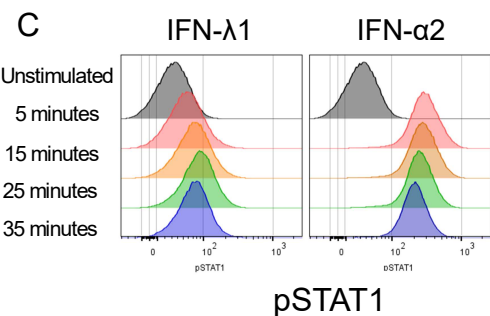 C
IFN-λ1
IFN-α2
Unstimulated
5 minutes
15 minutes
25 minutes
35 minutes
0 10² 10³
0 10² 10³
pSTAT1
pSTAT1
pSTAT1